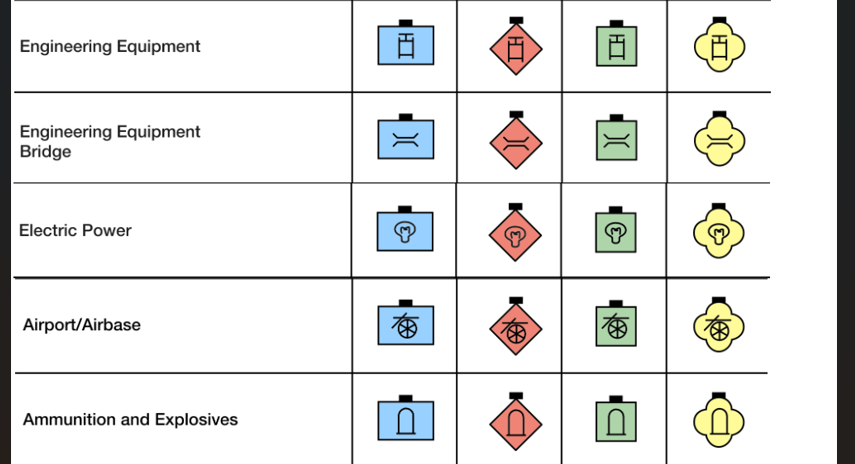 Engineering Equipment
Engineering Equipment
Bridge
Electric Power
Airport/Airbase
Ammunition and Explosives